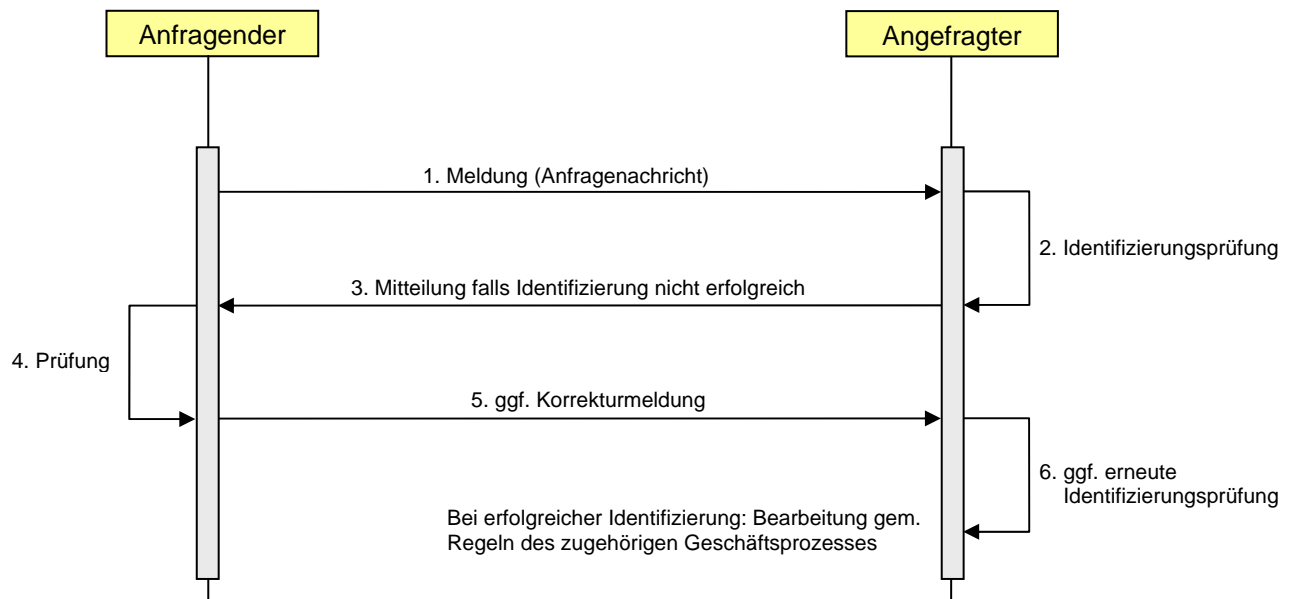 Anfragender
Angefragter
1. Meldung (Anfragenachricht)
2. Identifizierungsprüfung
3. Mitteilung falls Identifizierung nicht erfolgreich
4. Prüfung
5. ggf. Korrekturmeldung
6. ggf. erneute
Identifizierungsprüfung
Bei erfolgreicher Identifizierung: Bearbeitung gem.
Regeln des zugehörigen Geschäftsprozesses